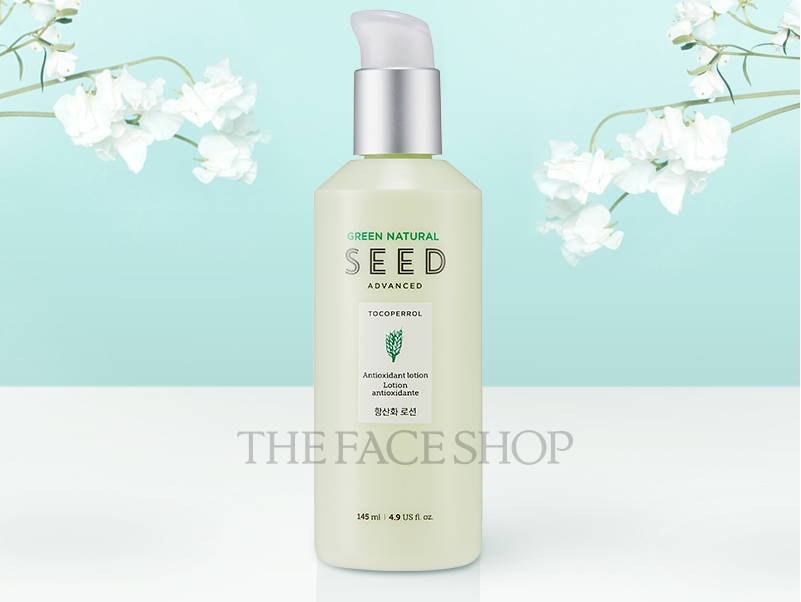 GREEN NATURAL
SEED
ADVANCED
TOCOPERROL
Antioxidant lotion
Lotion
antioxidante
항산화 로션
THE FACE SHOP
145 ml | 4.9 US fl. oz.